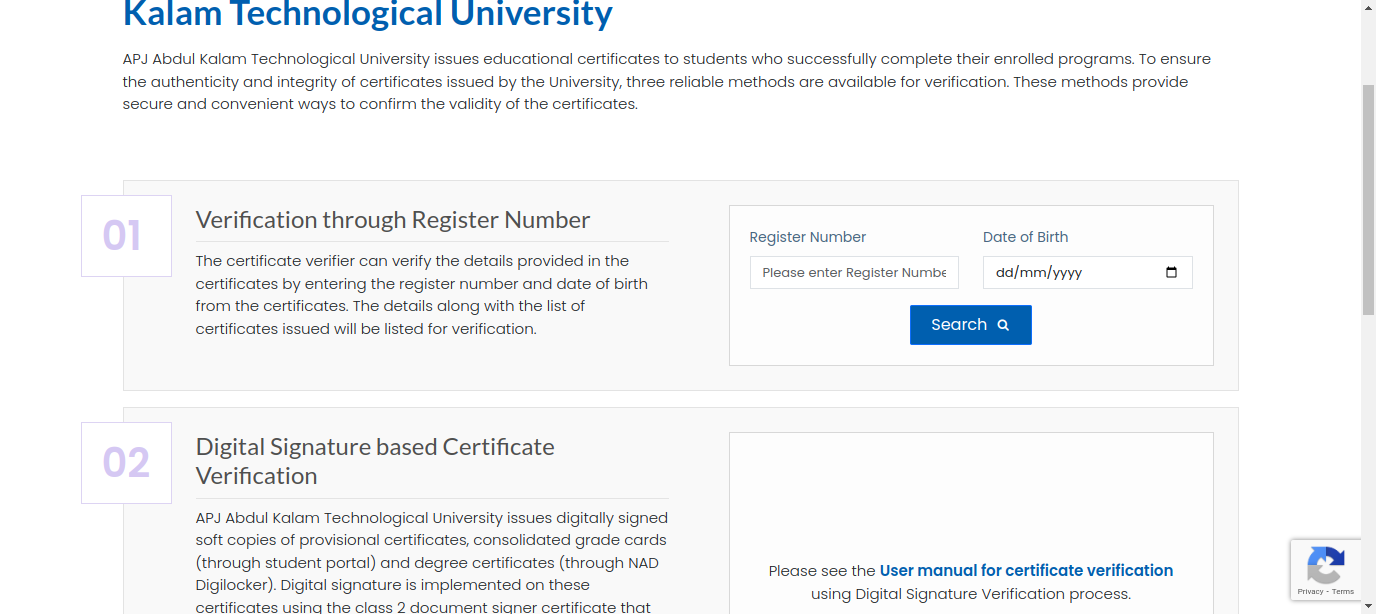 Kalam Technological University
APJ Abdul Kalam Technological University issues educational certificates to students who successfully complete their enrolled programs. To ensure
the authenticity and integrity of certificates issued by the University, three reliable methods are available for verification. These methods provide
secure and convenient ways to confirm the validity of the certificates.
01
Verification through Register Number
The certificate verifier can verify the details provided in the
certificates by entering the register number and date of birth
from the certificates. The details along with the list of
certificates issued will be listed for verification.
Register Number
Date of Birth
Please enter Register Numbe
dd/mm/yyyy
Search
02
Digital Signature based Certificate
Verification
APJ Abdul Kalam Technological University issues digitally signed
soft copies of provisional certificates, consolidated grade cards
(through student portal) and degree certificates (through NAD
Digilocker). Digital signature is implemented on these
certificates using the class 2 document signer certificate that
Please see the User manual for certificate verification
using Digital Signature Verification process.
Privacy - Terms